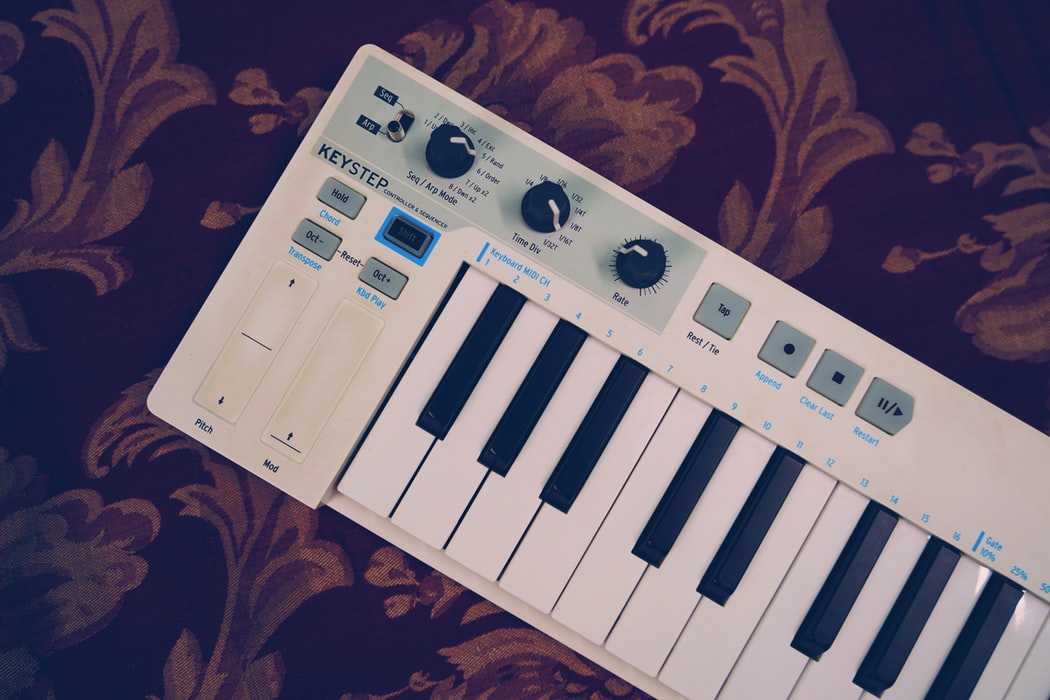 Seq
Arp
2 /
3 / Inc
4 / Exc
5 / Rand
6 / Order
7 / Up x2
8 / Dwn x2
Seq / Arp Mode
KEYSTEP
CONTROLLER & SEQUENCER
Hold
Chord
SHIFT
Oct -
Reset
Oct +
Transpose
Kbd Play
1/4
1/8
1/16
1/32
1/4T
1/8T
1/16T
1/32T
Time Div
Rate
Tap
Rest / Tie
Append
Clear Last
Restart
Keyboard MIDI CH
1 2 3 4 5 6 7 8 9 10 11 12 13 14 15 16
Gate
10% 25%
Pitch
Mod